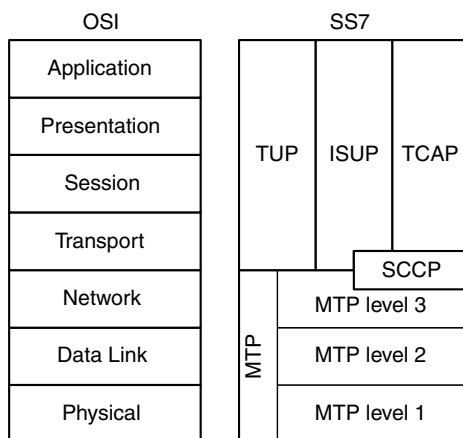 OSI
SS7
Application
Presentation
Session
Transport
Network
Data Link
Physical
TUP
ISUP
TCAP
SCCP
MTP
MTP level 3
MTP level 2
MTP level 1